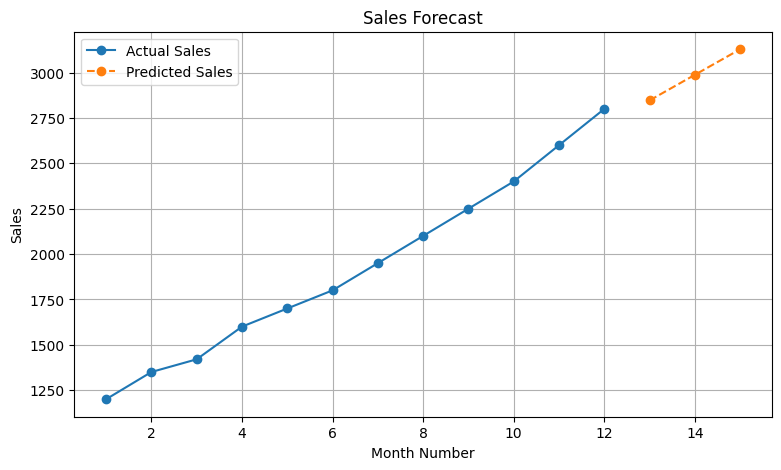 Sales Forecast
Actual Sales
Predicted Sales
3000
2750
2500
2250
2000
1750
1500
1250
Sales
2 4 6 8 10 12 14
Month Number